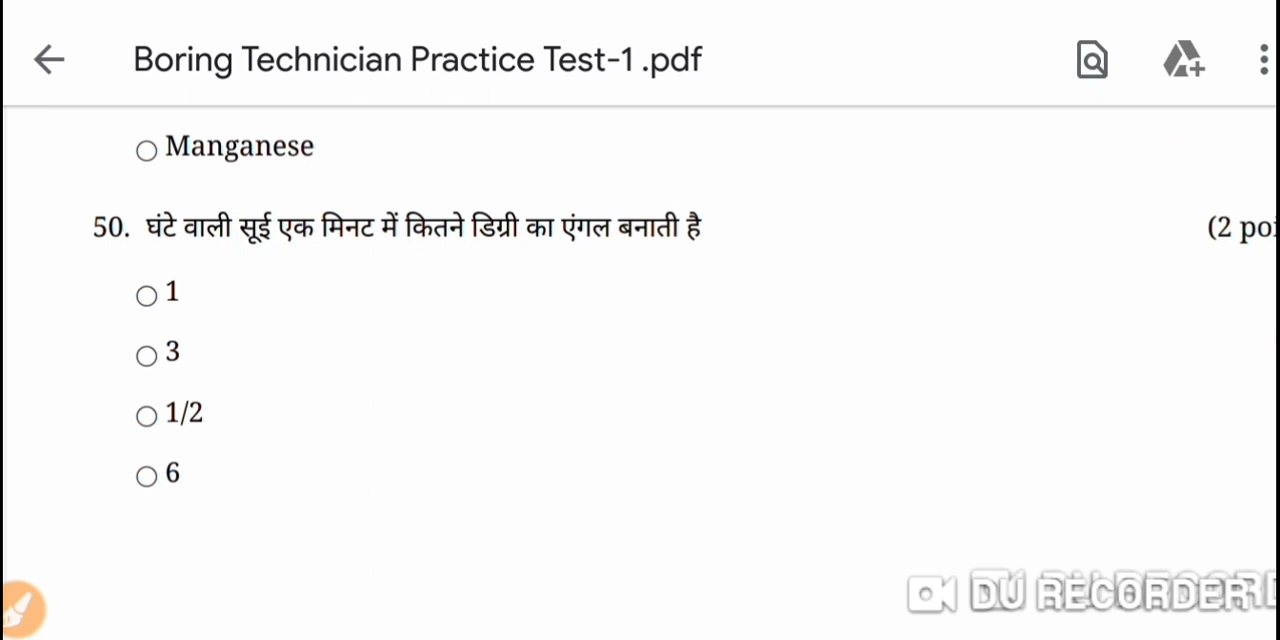 Boring Technician Practice Test-1 .pdf
Manganese
50. घंटे वाली सूई एक मिनट में कितने डिग्री का एंगल बनाती है (2 po
1
3
1/2
6
DU RECORDER